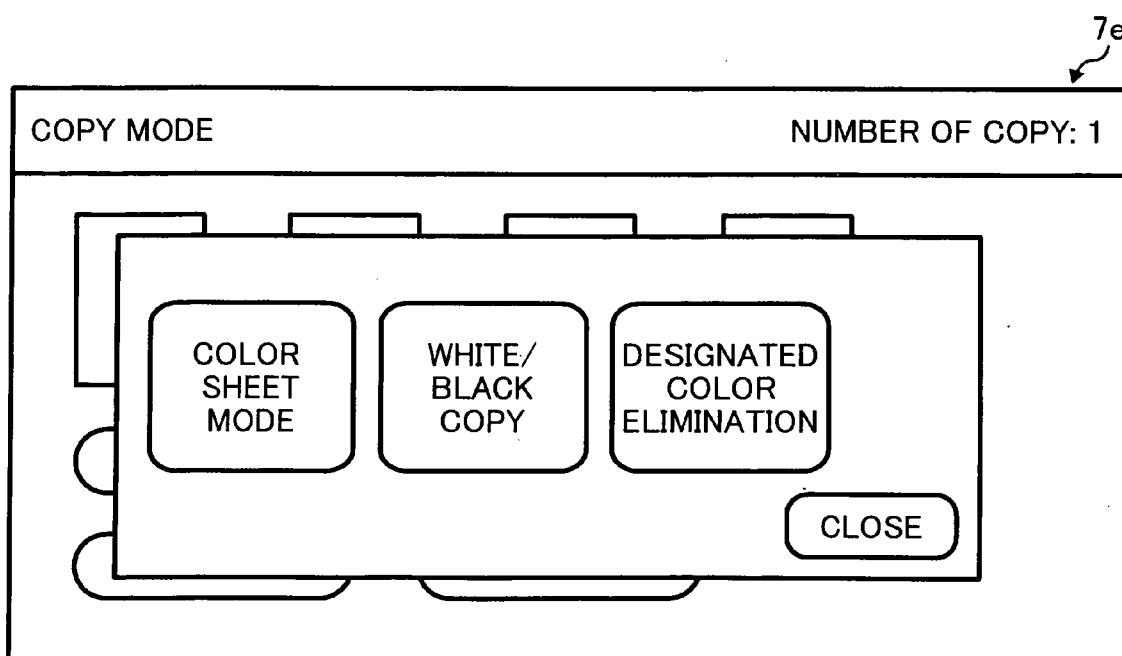 7e
COPY MODE
NUMBER OF COPY: 1
COLOR
SHEET
MODE
WHITE/
BLACK
COPY
DESIGNATED
COLOR
ELIMINATION
CLOSE